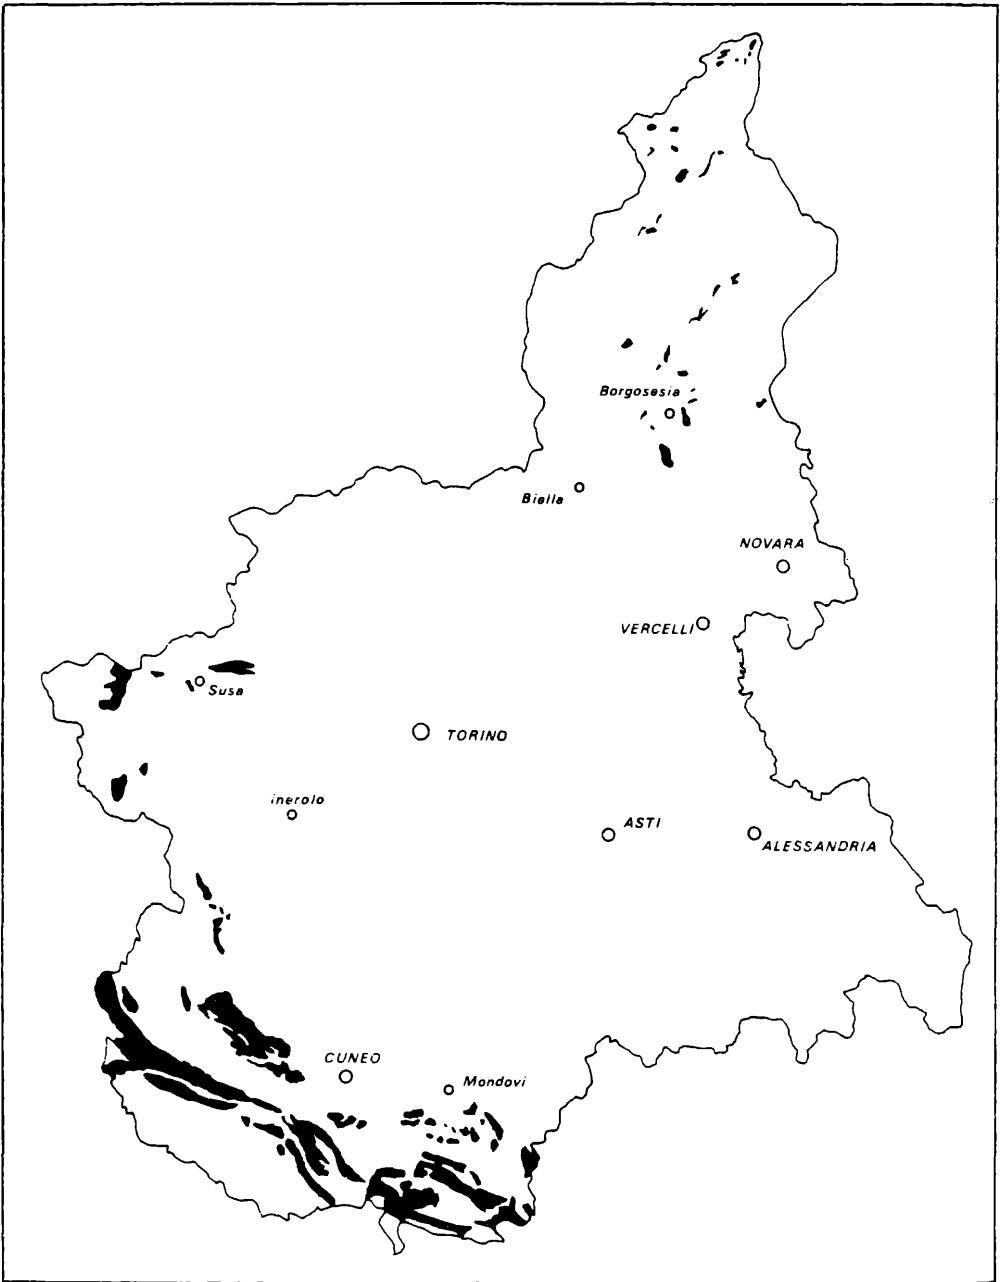 Borgosesia
Biella
NOVARA
VERCELLI
Susa
TORINO
inerolo
ASTI
ALESSANDRIA
CUNEO
Mondovi